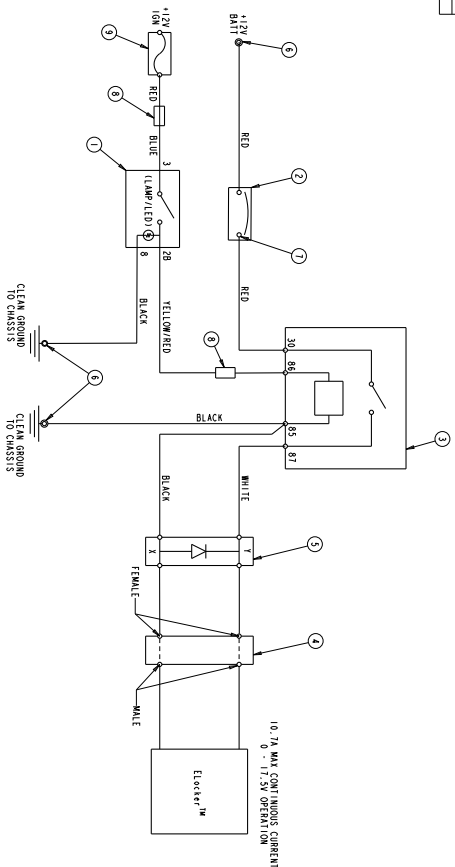 +12V
IGN
9
RED
8
BLUE
3
1
(LAMP/LED)
8
2B
BLACK
YELLOW/RED
CLEAN GROUND
TO CHASSIS
6
CLEAN GROUND
TO CHASSIS
+12V
BATT
6
RED
2
7
RED
8
30
86
85
87
3
BLACK
BLACK
WHITE
5
X
Y
FEMALE
MALE
4
ELocker™
10.7A MAX CONTINUOUS CURRENT
0 - 17.5V OPERATION